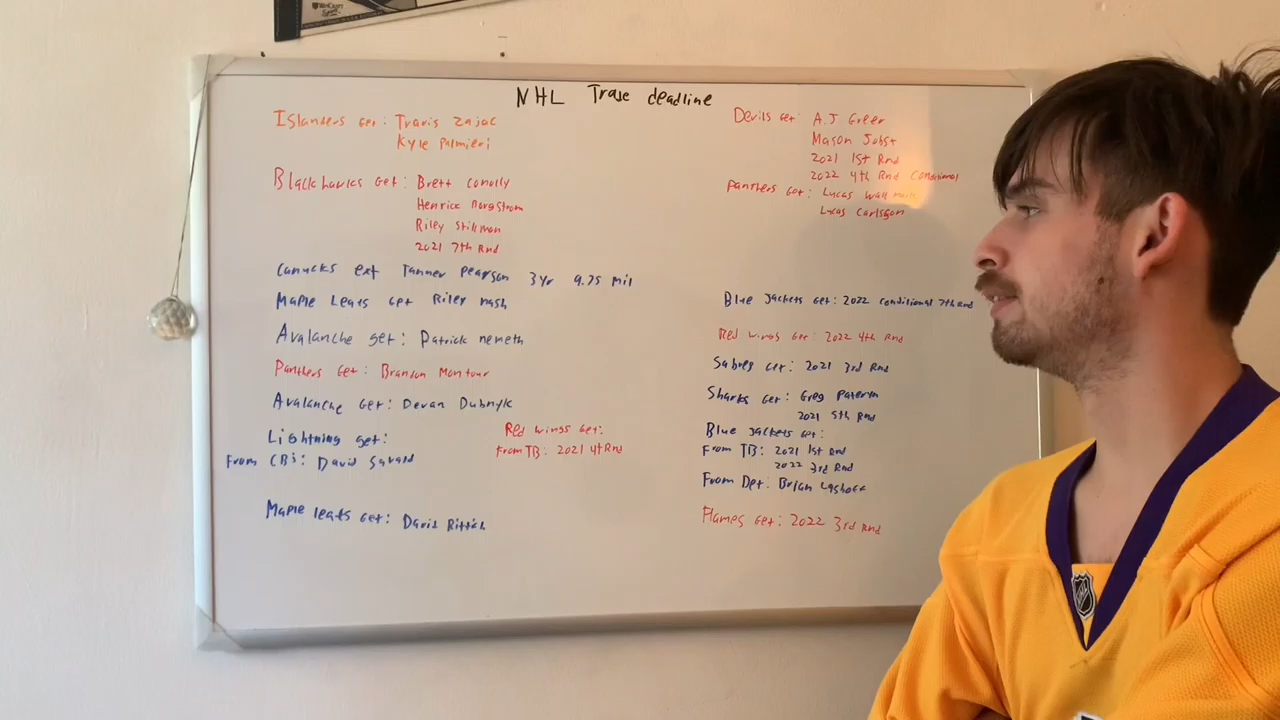 NHL Trade deadline
Islanders Get: Travis Zajac
Kyle Palmieri
Devils Get: A.J Greer
Mason Jobst
2021 1st Rnd
2022 4th Rnd Conditional
Blackhawks Get: Brett Conolly
Henrick Borgstrom
Riley Stillman
2021 7th Rnd
Panthers Get: Lucas Wallmark
Lucas Carlsson
Canucks ext Tanner Pearson 3yr 9.75 mil
Maple Leafs Get Riley nash
Blue Jackets Get: 2022 Conditional 7th Rnd
Avalanche get: Patrick nemeth
Red wings Get: 2022 4th Rnd
Panthers Get: Brandon Montour
Sabres Get: 2021 3rd Rnd
Avalanche Get: Devan Dubnyk
Sharks Get: Greg Pateryn
2021 5th Rnd
Lightning get:
From CBJ: David Savard
Red wings Get:
From TB: 2021 4th Rnd
Blue Jackets Get:
From TB: 2021 1st Rnd
2022 3rd Rnd
From Det: Brian Lashoff
Maple leafs Get: David Rittich
Flames Get: 2022 3rd Rnd
NHL